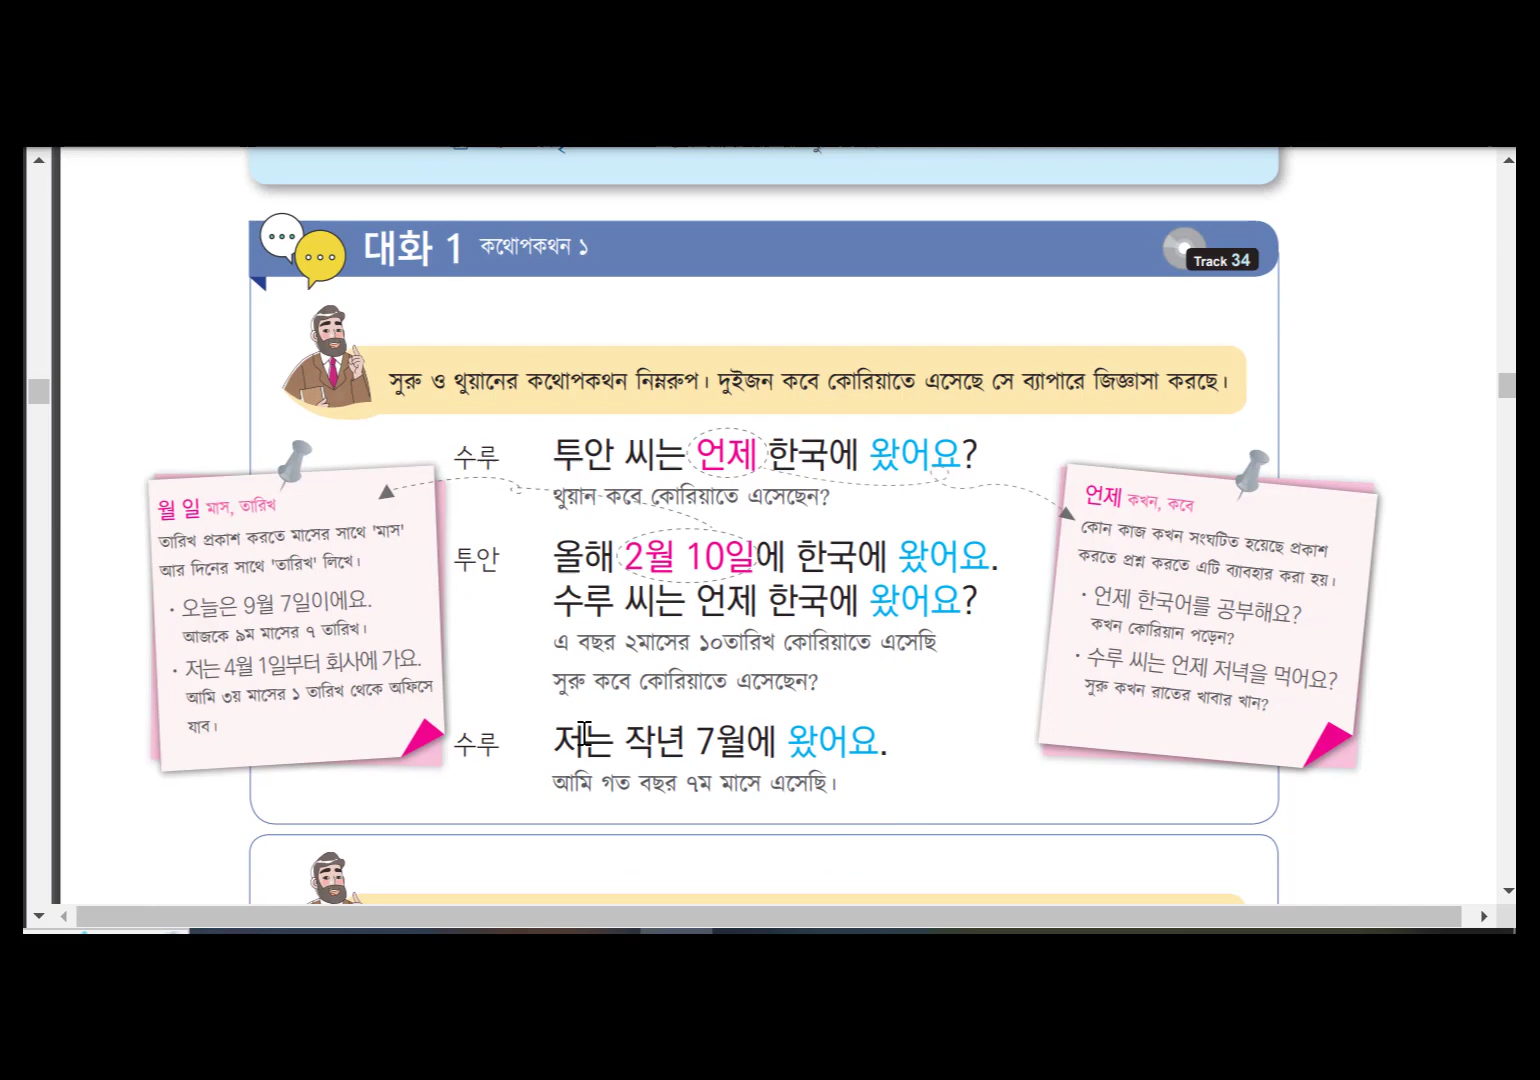 대화 1 কথোপকথন ১
Track 34
সুরু ও থুয়ানের কথোপকথন নিম্নরুপ। দুইজন কবে কোরিয়াতে এসেছে সে ব্যাপারে জিজ্ঞাসা করছে।
수루 투안 씨는 언제 한국에 왔어요?
থুয়ান কবে কোরিয়াতে এসেছেন?
투안 올해 2월 10일에 한국에 왔어요.
수루 씨는 언제 한국에 왔어요?
এ বছর ২মাসের ১০তারিখ কোরিয়াতে এসেছি
সুরু কবে কোরিয়াতে এসেছেন?
수루 저는 작년 7월에 왔어요.
আমি গত বছর ৭ম মাসে এসেছি।
월 일 মাস, তারিখ
তারিখ প্রকাশ করতে মাসের সাথে 'মাস'
আর দিনের সাথে 'তারিখ' লিখে।
· 오늘은 9월 7일이에요.
আজকে ৯ম মাসের ৭ তারিখ।
· 저는 4월 1일부터 회사에 가요.
আমি ৩য় মাসের ১ তারিখ থেকে অফিসে
যাব।
언제 কখন, কবে
কোন কাজ কখন সংঘটিত হয়েছে প্রকাশ
করতে প্রশ্ন করতে এটি ব্যাবহার করা হয়।
· 언제 한국어를 공부해요?
কখন কোরিয়ান পড়েন?
· 수루 씨는 언제 저녁을 먹어요?
সুরু কখন রাতের খাবার খান?